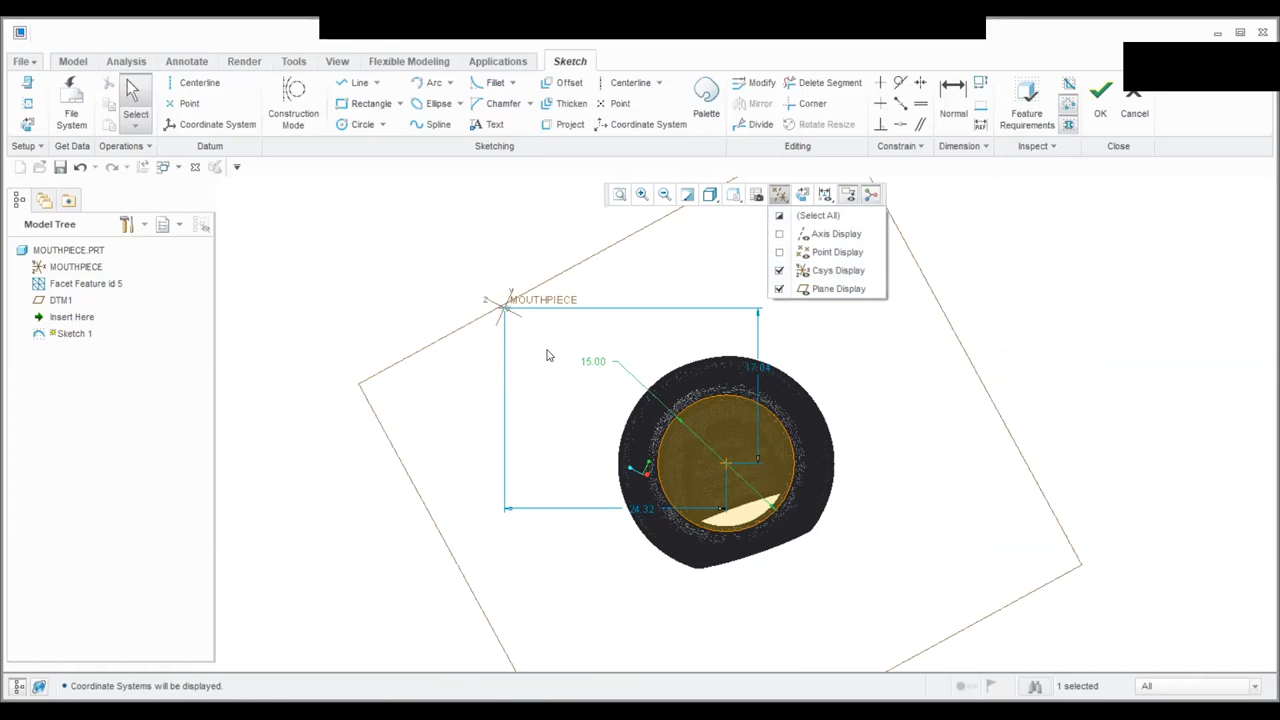 File Model Analysis Annotate Render Tools View Flexible Modeling Applications Sketch
Centerline Line Arc Fillet Offset Centerline Modify Delete Segment
Point Rectangle Ellipse Chamfer Thicken Point Mirror Corner
File System Select Coordinate System Construction Mode Circle Spline Text Project Coordinate System Palette Divide Rotate Resize Normal Feature Requirements OK Cancel
Setup Get Data Operations Datum Sketching Editing Constrain Dimension Inspect Close
Model Tree
MOUTHPIECE.PRT
MOUTHPIECE
Facet Feature id 5
DTM1
Insert Here
Sketch 1
(Select All)
Axis Display
Point Display
Csys Display
Plane Display
y
z MOUTHPIECE
15.00
17.04
24.32
• Coordinate Systems will be displayed.
1 selected
All